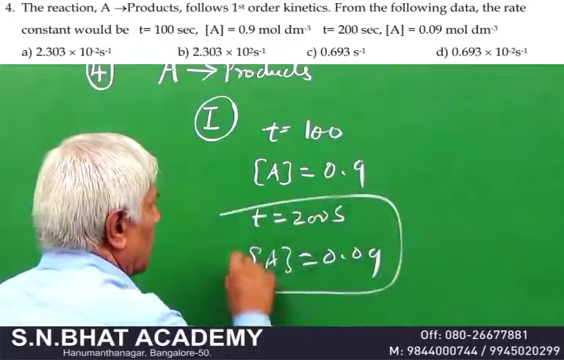 4. The reaction, A →Products, follows 1st order kinetics. From the following data, the rate
constant would be t= 100 sec, [A] = 0.9 mol dm⁻³ t= 200 sec, [A] = 0.09 mol dm⁻³
a) 2.303 × 10⁻²s⁻¹ b) 2.303 × 10²s⁻¹ c) 0.693 s⁻¹ d) 0.693 × 10⁻²s⁻¹
④ A → Products
Ⓘ t= 100
[A] = 0.9
t = 200 S
[A] = 0.09
S.N.BHAT ACADEMY
Hanumanthanagar, Bangalore-50.
Off: 080-26677881
M: 9844000744 / 9945020299